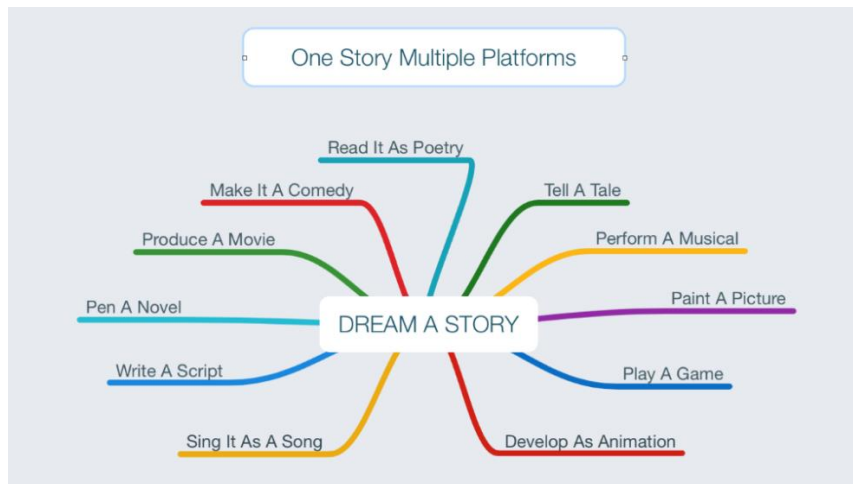 One Story Multiple Platforms
Read It As Poetry
Make It A Comedy
Tell A Tale
Produce A Movie
Perform A Musical
Pen A Novel
Paint A Picture
DREAM A STORY
Write A Script
Play A Game
Sing It As A Song
Develop As Animation